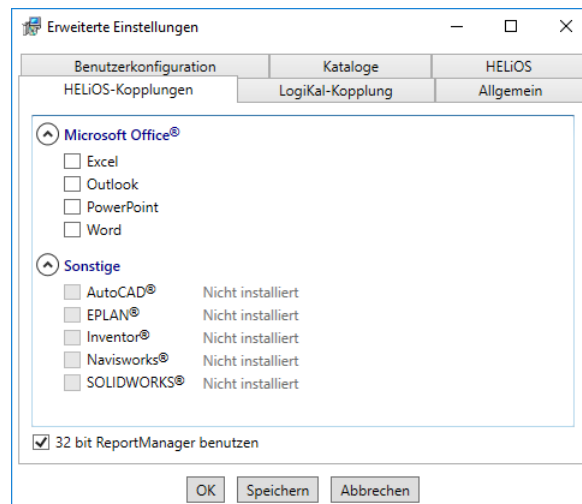 Erweiterte Einstellungen
Benutzerkonfiguration Kataloge HELiOS
HELiOS-Kopplungen LogiKal-Kopplung Allgemein
Microsoft Office®
Excel
Outlook
PowerPoint
Word
Sonstige
AutoCAD® Nicht installiert
EPLAN® Nicht installiert
Inventor® Nicht installiert
Navisworks® Nicht installiert
SOLIDWORKS® Nicht installiert
32 bit ReportManager benutzen
OK Speichern Abbrechen